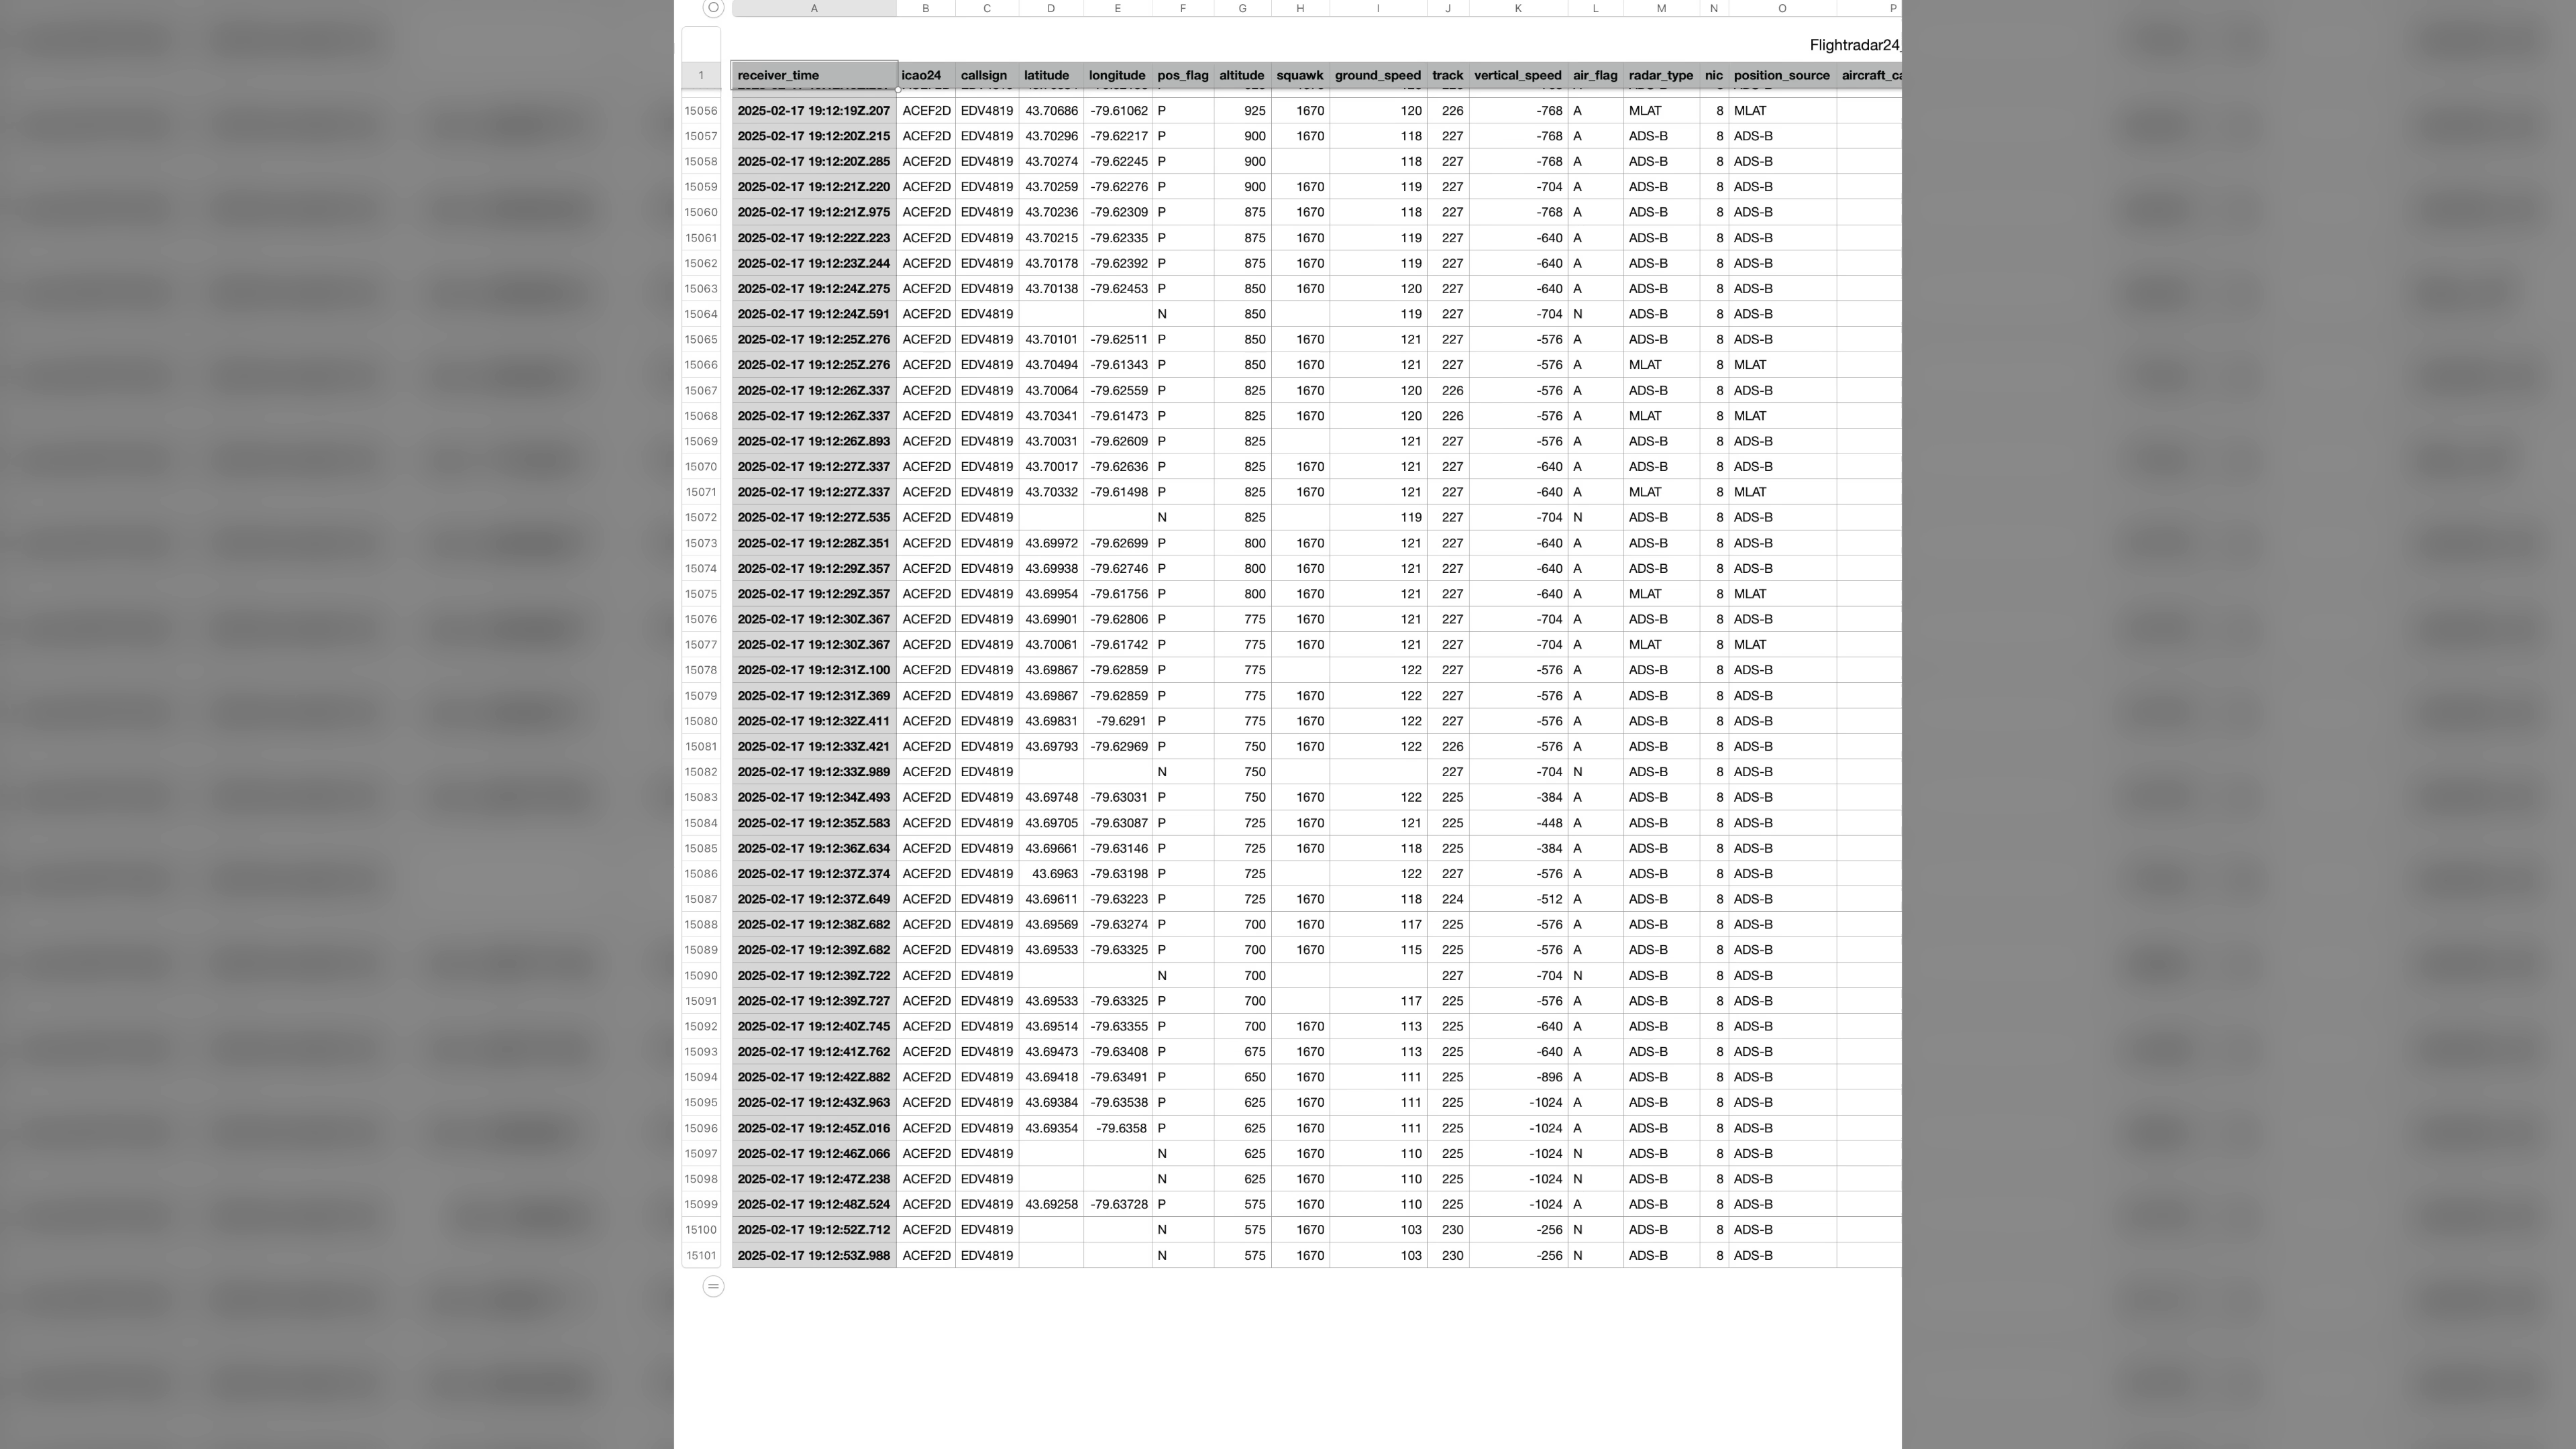 A B C D E F G H I J K L M N O P
Flightradar24_
1 receiver_time icao24 callsign latitude longitude pos_flag altitude squawk ground_speed track vertical_speed air_flag radar_type nic position_source aircraft_ca
15056 2025-02-17 19:12:19Z.207 ACEF2D EDV4819 43.70686 -79.61062 P 925 1670 120 226 -768 A MLAT 8 MLAT
15057 2025-02-17 19:12:20Z.215 ACEF2D EDV4819 43.70296 -79.62217 P 900 1670 118 227 -768 A ADS-B 8 ADS-B
15058 2025-02-17 19:12:20Z.285 ACEF2D EDV4819 43.70274 -79.62245 P 900 118 227 -768 A ADS-B 8 ADS-B
15059 2025-02-17 19:12:21Z.220 ACEF2D EDV4819 43.70259 -79.62276 P 900 1670 119 227 -704 A ADS-B 8 ADS-B
15060 2025-02-17 19:12:21Z.975 ACEF2D EDV4819 43.70236 -79.62309 P 875 1670 118 227 -768 A ADS-B 8 ADS-B
15061 2025-02-17 19:12:22Z.223 ACEF2D EDV4819 43.70215 -79.62335 P 875 1670 119 227 -640 A ADS-B 8 ADS-B
15062 2025-02-17 19:12:23Z.244 ACEF2D EDV4819 43.70178 -79.62392 P 875 1670 119 227 -640 A ADS-B 8 ADS-B
15063 2025-02-17 19:12:24Z.275 ACEF2D EDV4819 43.70138 -79.62453 P 850 1670 120 227 -640 A ADS-B 8 ADS-B
15064 2025-02-17 19:12:24Z.591 ACEF2D EDV4819 N 850 119 227 -704 N ADS-B 8 ADS-B
15065 2025-02-17 19:12:25Z.276 ACEF2D EDV4819 43.70101 -79.62511 P 850 1670 121 227 -576 A ADS-B 8 ADS-B
15066 2025-02-17 19:12:25Z.276 ACEF2D EDV4819 43.70494 -79.61343 P 850 1670 121 227 -576 A MLAT 8 MLAT
15067 2025-02-17 19:12:26Z.337 ACEF2D EDV4819 43.70064 -79.62559 P 825 1670 120 226 -576 A ADS-B 8 ADS-B
15068 2025-02-17 19:12:26Z.337 ACEF2D EDV4819 43.70341 -79.61473 P 825 1670 120 226 -576 A MLAT 8 MLAT
15069 2025-02-17 19:12:26Z.893 ACEF2D EDV4819 43.70031 -79.62609 P 825 121 227 -576 A ADS-B 8 ADS-B
15070 2025-02-17 19:12:27Z.337 ACEF2D EDV4819 43.70017 -79.62636 P 825 1670 121 227 -640 A ADS-B 8 ADS-B
15071 2025-02-17 19:12:27Z.337 ACEF2D EDV4819 43.70332 -79.61498 P 825 1670 121 227 -640 A MLAT 8 MLAT
15072 2025-02-17 19:12:27Z.535 ACEF2D EDV4819 N 825 119 227 -704 N ADS-B 8 ADS-B
15073 2025-02-17 19:12:28Z.351 ACEF2D EDV4819 43.69972 -79.62699 P 800 1670 121 227 -640 A ADS-B 8 ADS-B
15074 2025-02-17 19:12:29Z.357 ACEF2D EDV4819 43.69938 -79.62746 P 800 1670 121 227 -640 A ADS-B 8 ADS-B
15075 2025-02-17 19:12:29Z.357 ACEF2D EDV4819 43.69954 -79.61756 P 800 1670 121 227 -640 A MLAT 8 MLAT
15076 2025-02-17 19:12:30Z.367 ACEF2D EDV4819 43.69901 -79.62806 P 775 1670 121 227 -704 A ADS-B 8 ADS-B
15077 2025-02-17 19:12:30Z.367 ACEF2D EDV4819 43.70061 -79.61742 P 775 1670 121 227 -704 A MLAT 8 MLAT
15078 2025-02-17 19:12:31Z.100 ACEF2D EDV4819 43.69867 -79.62859 P 775 122 227 -576 A ADS-B 8 ADS-B
15079 2025-02-17 19:12:31Z.369 ACEF2D EDV4819 43.69867 -79.62859 P 775 1670 122 227 -576 A ADS-B 8 ADS-B
15080 2025-02-17 19:12:32Z.411 ACEF2D EDV4819 43.69831 -79.6291 P 775 1670 122 227 -576 A ADS-B 8 ADS-B
15081 2025-02-17 19:12:33Z.421 ACEF2D EDV4819 43.69793 -79.62969 P 750 1670 122 226 -576 A ADS-B 8 ADS-B
15082 2025-02-17 19:12:33Z.989 ACEF2D EDV4819 N 750 227 -704 N ADS-B 8 ADS-B
15083 2025-02-17 19:12:34Z.493 ACEF2D EDV4819 43.69748 -79.63031 P 750 1670 122 225 -384 A ADS-B 8 ADS-B
15084 2025-02-17 19:12:35Z.583 ACEF2D EDV4819 43.69705 -79.63087 P 725 1670 121 225 -448 A ADS-B 8 ADS-B
15085 2025-02-17 19:12:36Z.634 ACEF2D EDV4819 43.69661 -79.63146 P 725 1670 118 225 -384 A ADS-B 8 ADS-B
15086 2025-02-17 19:12:37Z.374 ACEF2D EDV4819 43.6963 -79.63198 P 725 122 227 -576 A ADS-B 8 ADS-B
15087 2025-02-17 19:12:37Z.649 ACEF2D EDV4819 43.69611 -79.63223 P 725 1670 118 224 -512 A ADS-B 8 ADS-B
15088 2025-02-17 19:12:38Z.682 ACEF2D EDV4819 43.69569 -79.63274 P 700 1670 117 225 -576 A ADS-B 8 ADS-B
15089 2025-02-17 19:12:39Z.682 ACEF2D EDV4819 43.69533 -79.63325 P 700 1670 115 225 -576 A ADS-B 8 ADS-B
15090 2025-02-17 19:12:39Z.722 ACEF2D EDV4819 N 700 227 -704 N ADS-B 8 ADS-B
15091 2025-02-17 19:12:39Z.727 ACEF2D EDV4819 43.69533 -79.63325 P 700 117 225 -576 A ADS-B 8 ADS-B
15092 2025-02-17 19:12:40Z.745 ACEF2D EDV4819 43.69514 -79.63355 P 700 1670 113 225 -640 A ADS-B 8 ADS-B
15093 2025-02-17 19:12:41Z.762 ACEF2D EDV4819 43.69473 -79.63408 P 675 1670 113 225 -640 A ADS-B 8 ADS-B
15094 2025-02-17 19:12:42Z.882 ACEF2D EDV4819 43.69418 -79.63491 P 650 1670 111 225 -896 A ADS-B 8 ADS-B
15095 2025-02-17 19:12:43Z.963 ACEF2D EDV4819 43.69384 -79.63538 P 625 1670 111 225 -1024 A ADS-B 8 ADS-B
15096 2025-02-17 19:12:45Z.016 ACEF2D EDV4819 43.69354 -79.6358 P 625 1670 111 225 -1024 A ADS-B 8 ADS-B
15097 2025-02-17 19:12:46Z.066 ACEF2D EDV4819 N 625 1670 110 225 -1024 N ADS-B 8 ADS-B
15098 2025-02-17 19:12:47Z.238 ACEF2D EDV4819 N 625 1670 110 225 -1024 N ADS-B 8 ADS-B
15099 2025-02-17 19:12:48Z.524 ACEF2D EDV4819 43.69258 -79.63728 P 575 1670 110 225 -1024 A ADS-B 8 ADS-B
15100 2025-02-17 19:12:52Z.712 ACEF2D EDV4819 N 575 1670 103 230 -256 N ADS-B 8 ADS-B
15101 2025-02-17 19:12:53Z.988 ACEF2D EDV4819 N 575 1670 103 230 -256 N ADS-B 8 ADS-B